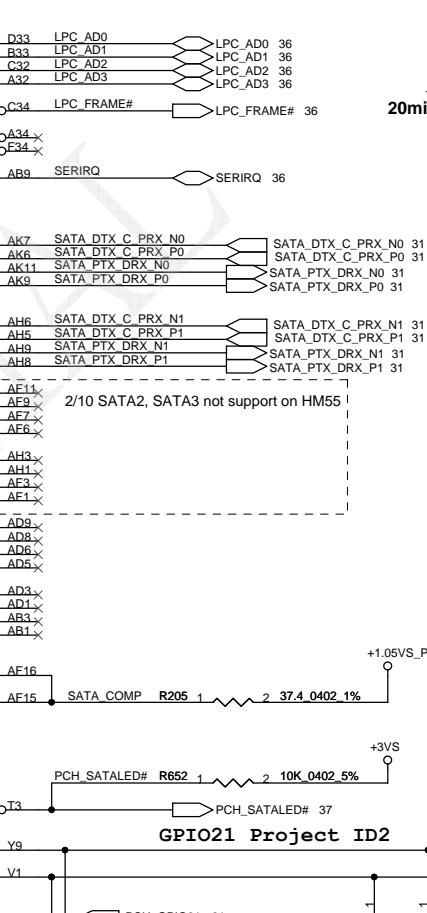 D33 LPC_AD0 LPC_AD0 36
B33 LPC_AD1 LPC_AD1 36
C32 LPC_AD2 LPC_AD2 36
A32 LPC_AD3 LPC_AD3 36
C34 LPC_FRAME# LPC_FRAME# 36
20mi
A34
F34
AB9 SERIRQ SERIRQ 36
AK7 SATA_DTX_C_PRX_N0 SATA_DTX_C_PRX_N0 31
AK6 SATA_DTX_C_PRX_P0 SATA_DTX_C_PRX_P0 31
AK11 SATA_PTX_DRX_N0 SATA_PTX_DRX_N0 31
AK9 SATA_PTX_DRX_P0 SATA_PTX_DRX_P0 31
AH6 SATA_DTX_C_PRX_N1 SATA_DTX_C_PRX_N1 31
AH5 SATA_DTX_C_PRX_P1 SATA_DTX_C_PRX_P1 31
AH9 SATA_PTX_DRX_N1 SATA_PTX_DRX_N1 31
AH8 SATA_PTX_DRX_P1 SATA_PTX_DRX_P1 31
AF11
AF9 2/10 SATA2, SATA3 not support on HM55
AF7
AF6
AH3
AH1
AF3
AF1
AD9
AD8
AD6
AD5
AD3
AD1
AB3
AB1
+1.05VS_P
AF16
AF15 SATA_COMP R205 1 2 37.4_0402_1%
+3VS
PCH_SATALED# R652 1 2 10K_0402_5%
T3 PCH_SATALED# 37
GPIO21 Project ID2
Y9
V1
1
1